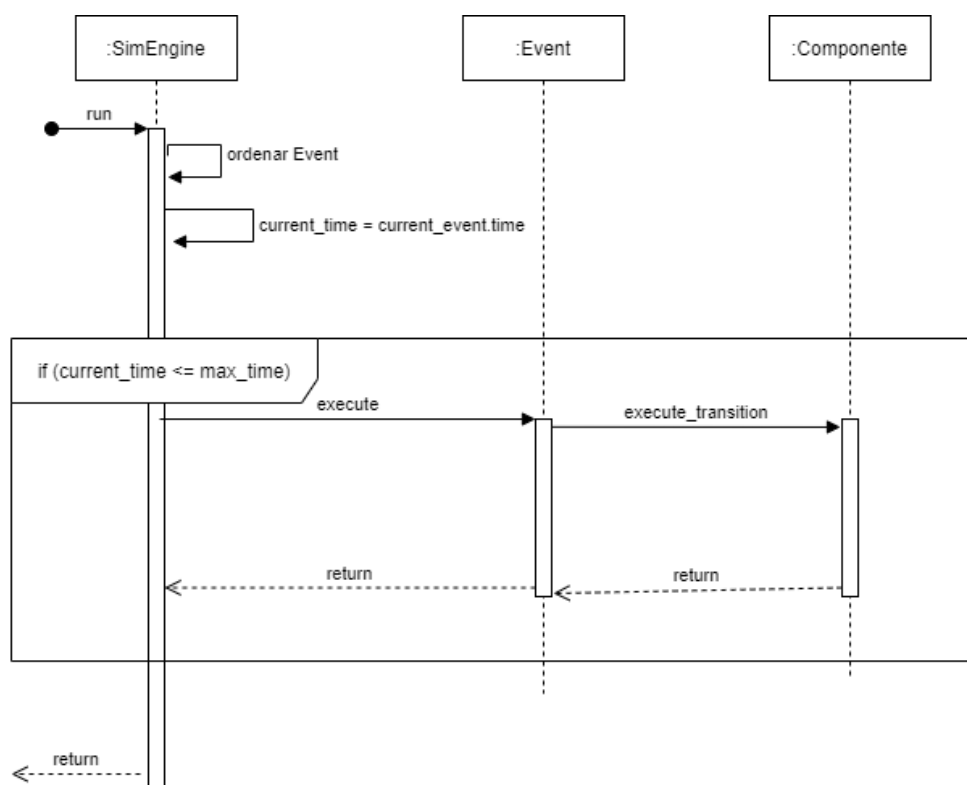 :SimEngine
:Event
:Componente
run
ordenar Event
current_time = current_event.time
if (current_time <= max_time)
execute
execute_transition
return
return
return